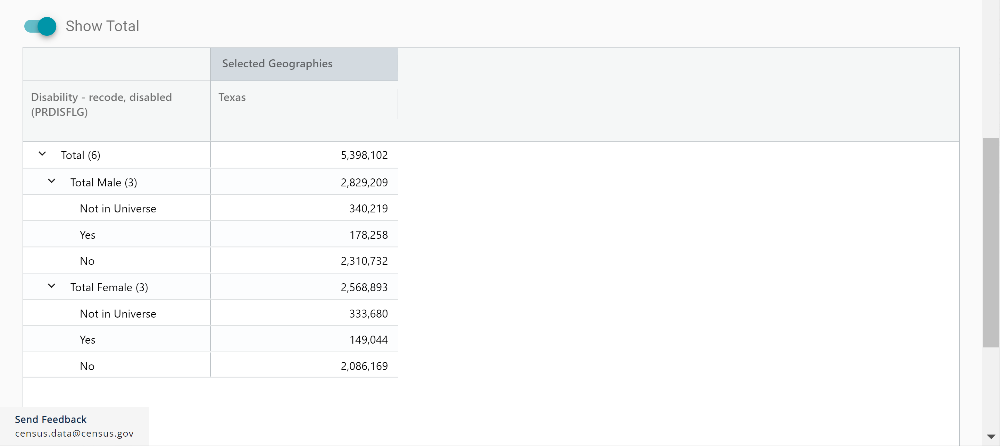 Show Total
Selected Geographies
Disability - recode, disabled
(PRDISFLG)
Texas
Total (6) 5,398,102
Total Male (3) 2,829,209
Not in Universe 340,219
Yes 178,258
No 2,310,732
Total Female (3) 2,568,893
Not in Universe 333,680
Yes 149,044
No 2,086,169
Send Feedback
census.data@census.gov